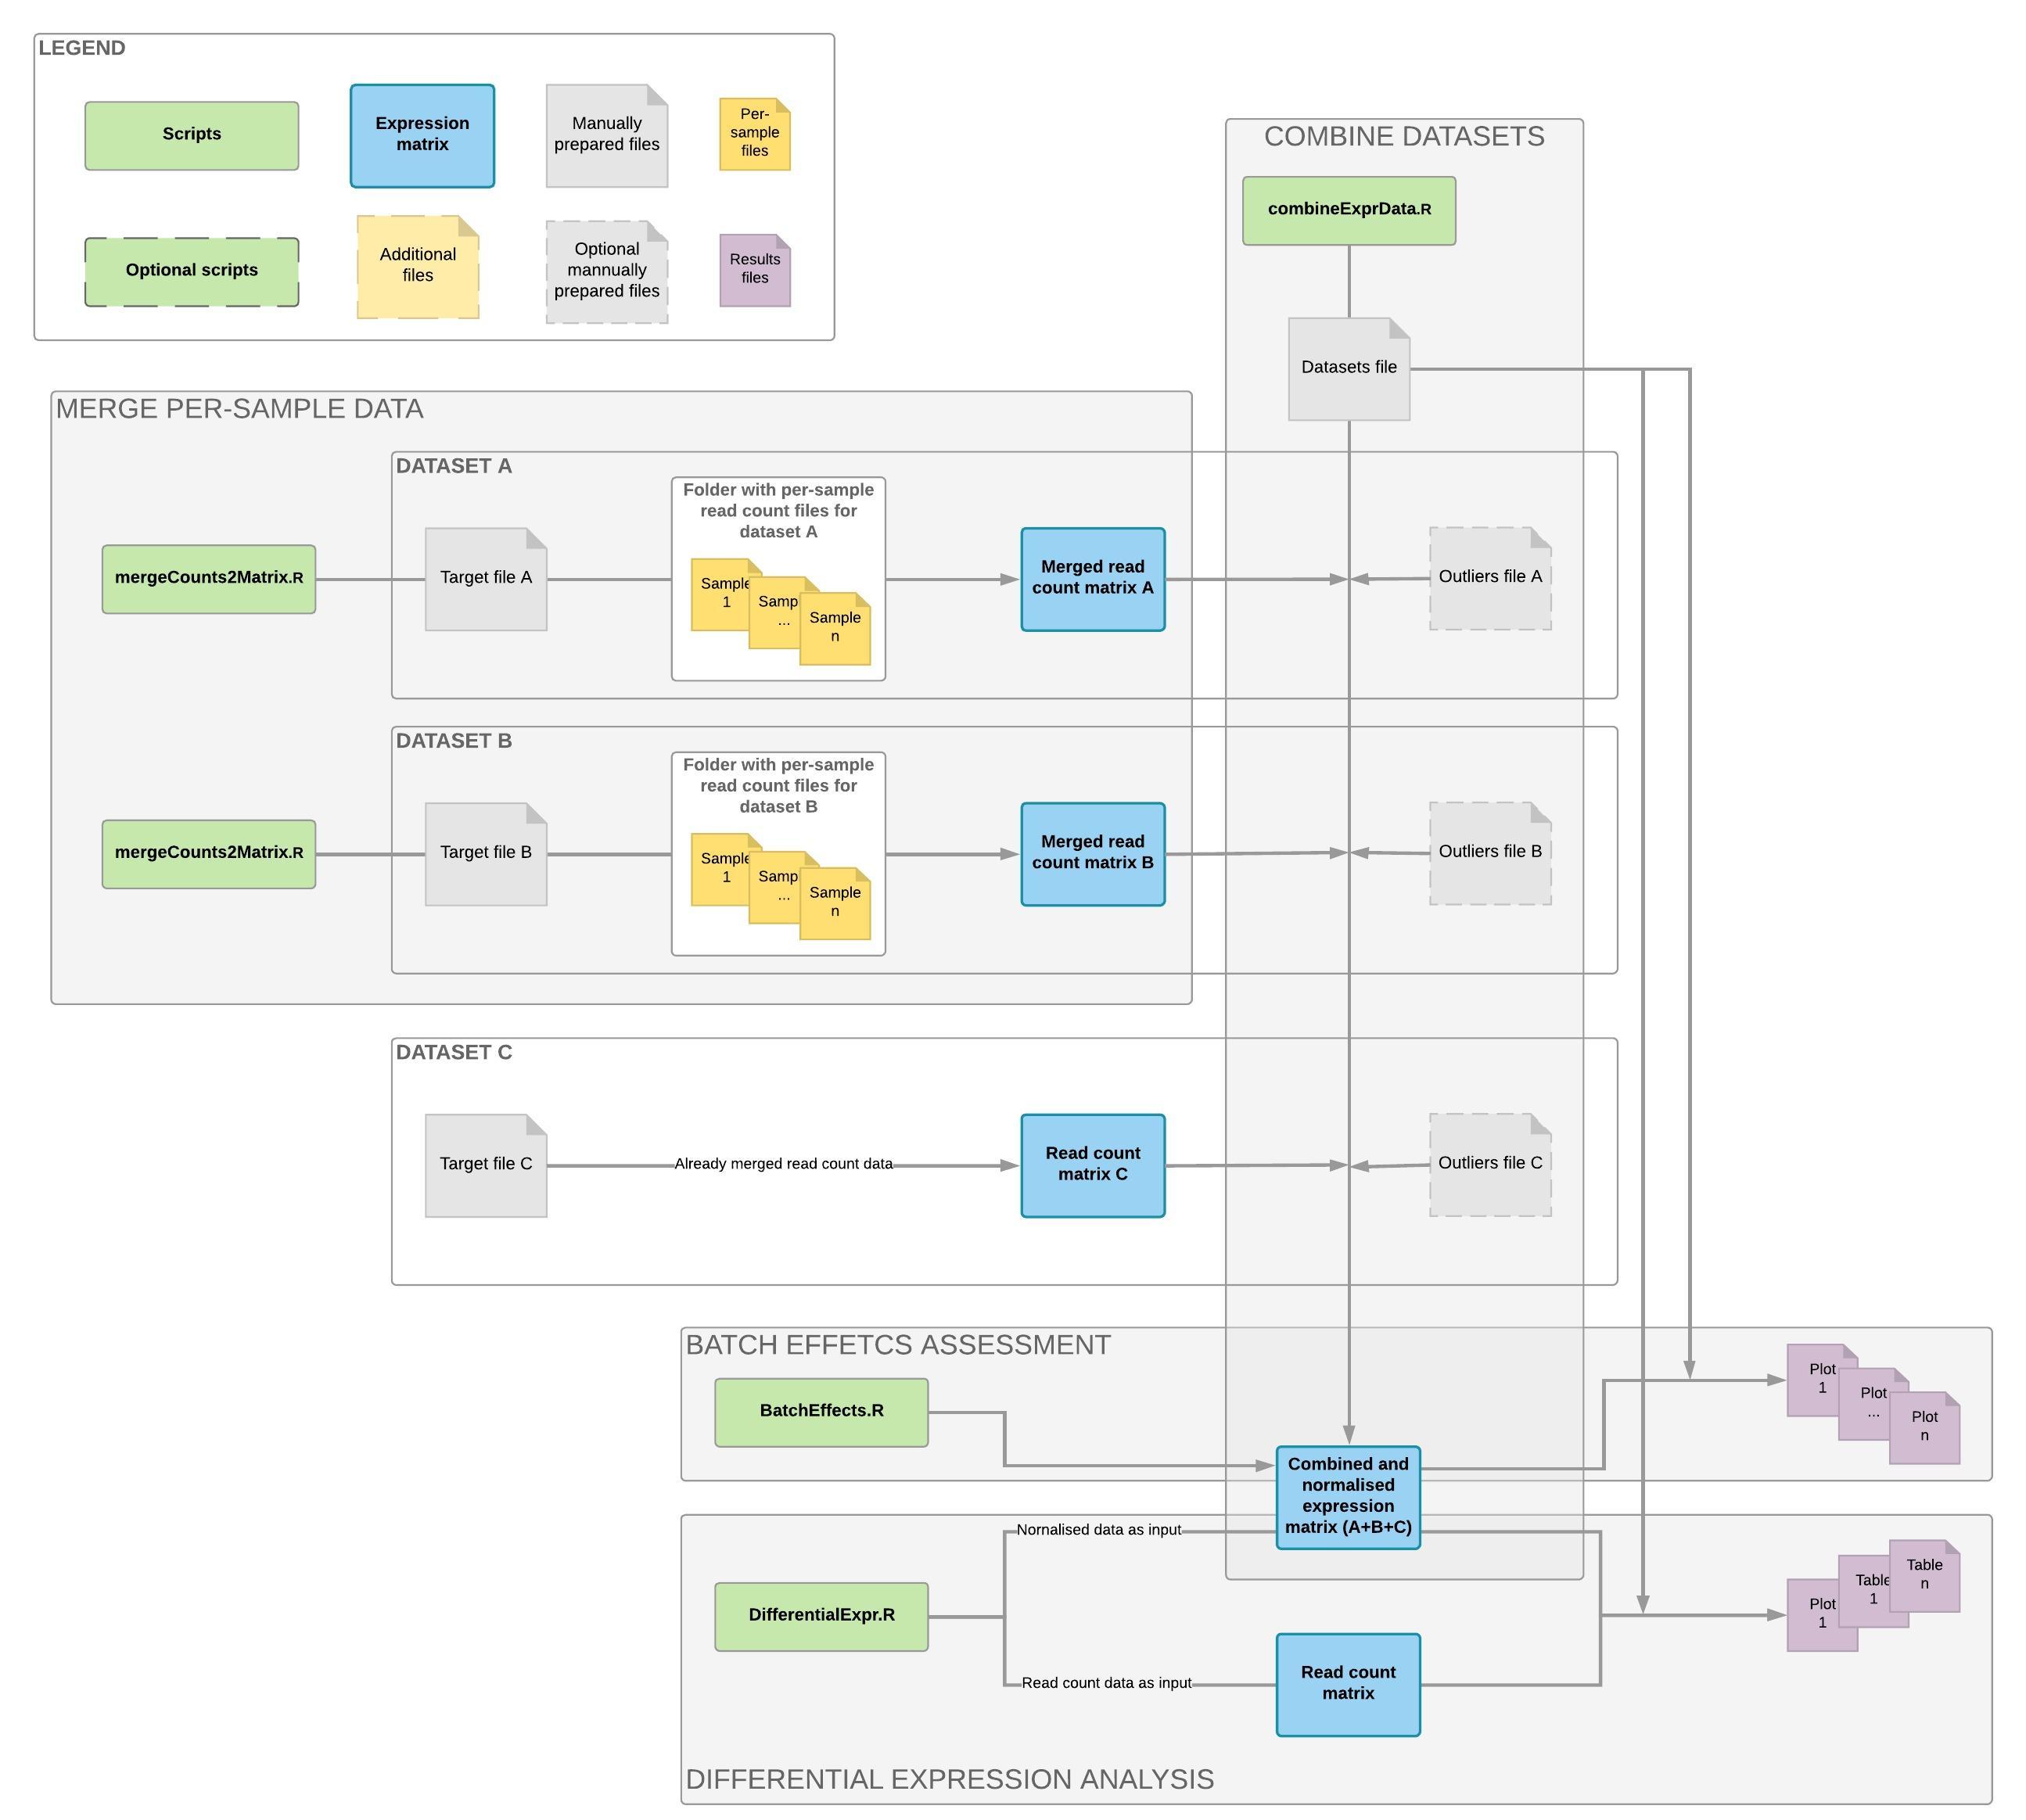 LEGEND
Scripts
Expression
matrix
Manually
prepared files
Per-
sample
files
Optional scripts
Additional
files
Optional
mannually
prepared files
Results
files
COMBINE DATASETS
combineExprData.R
Datasets file
MERGE PER-SAMPLE DATA
DATASET A
mergeCounts2Matrix.R
Target file A
Folder with per-sample
read count files for
dataset A
Sample
1
Samp
...
Sample
n
Merged read
count matrix A
Outliers file A
DATASET B
mergeCounts2Matrix.R
Target file B
Folder with per-sample
read count files for
dataset B
Sample
1
Samp
...
Sample
n
Merged read
count matrix B
Outliers file B
DATASET C
Target file C
Already merged read count data
Read count
matrix C
Outliers file C
BATCH EFFETCS ASSESSMENT
BatchEffects.R
Combined and
normalised
expression
matrix (A+B+C)
Plot
1
Plot
...
Plot
n
Nornalised data as input
DifferentialExpr.R
Read count data as input
Read count
matrix
Plot
1
Table
1
Table
n
DIFFERENTIAL EXPRESSION ANALYSIS